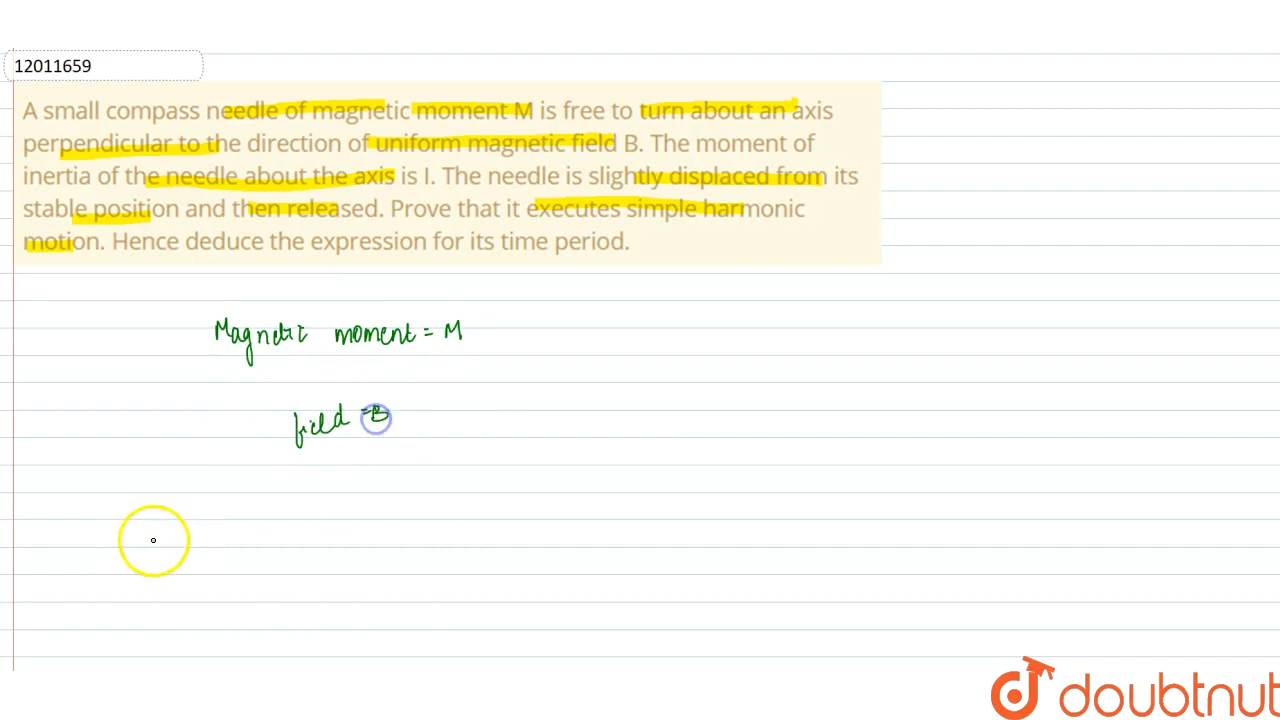 12011659
A small compass needle of magnetic moment M is free to turn about an axis
perpendicular to the direction of uniform magnetic field B. The moment of
inertia of the needle about the axis is I. The needle is slightly displaced from its
stable position and then released. Prove that it executes simple harmonic
motion. Hence deduce the expression for its time period.
Magnetic moment = M
field = B
doubtnut